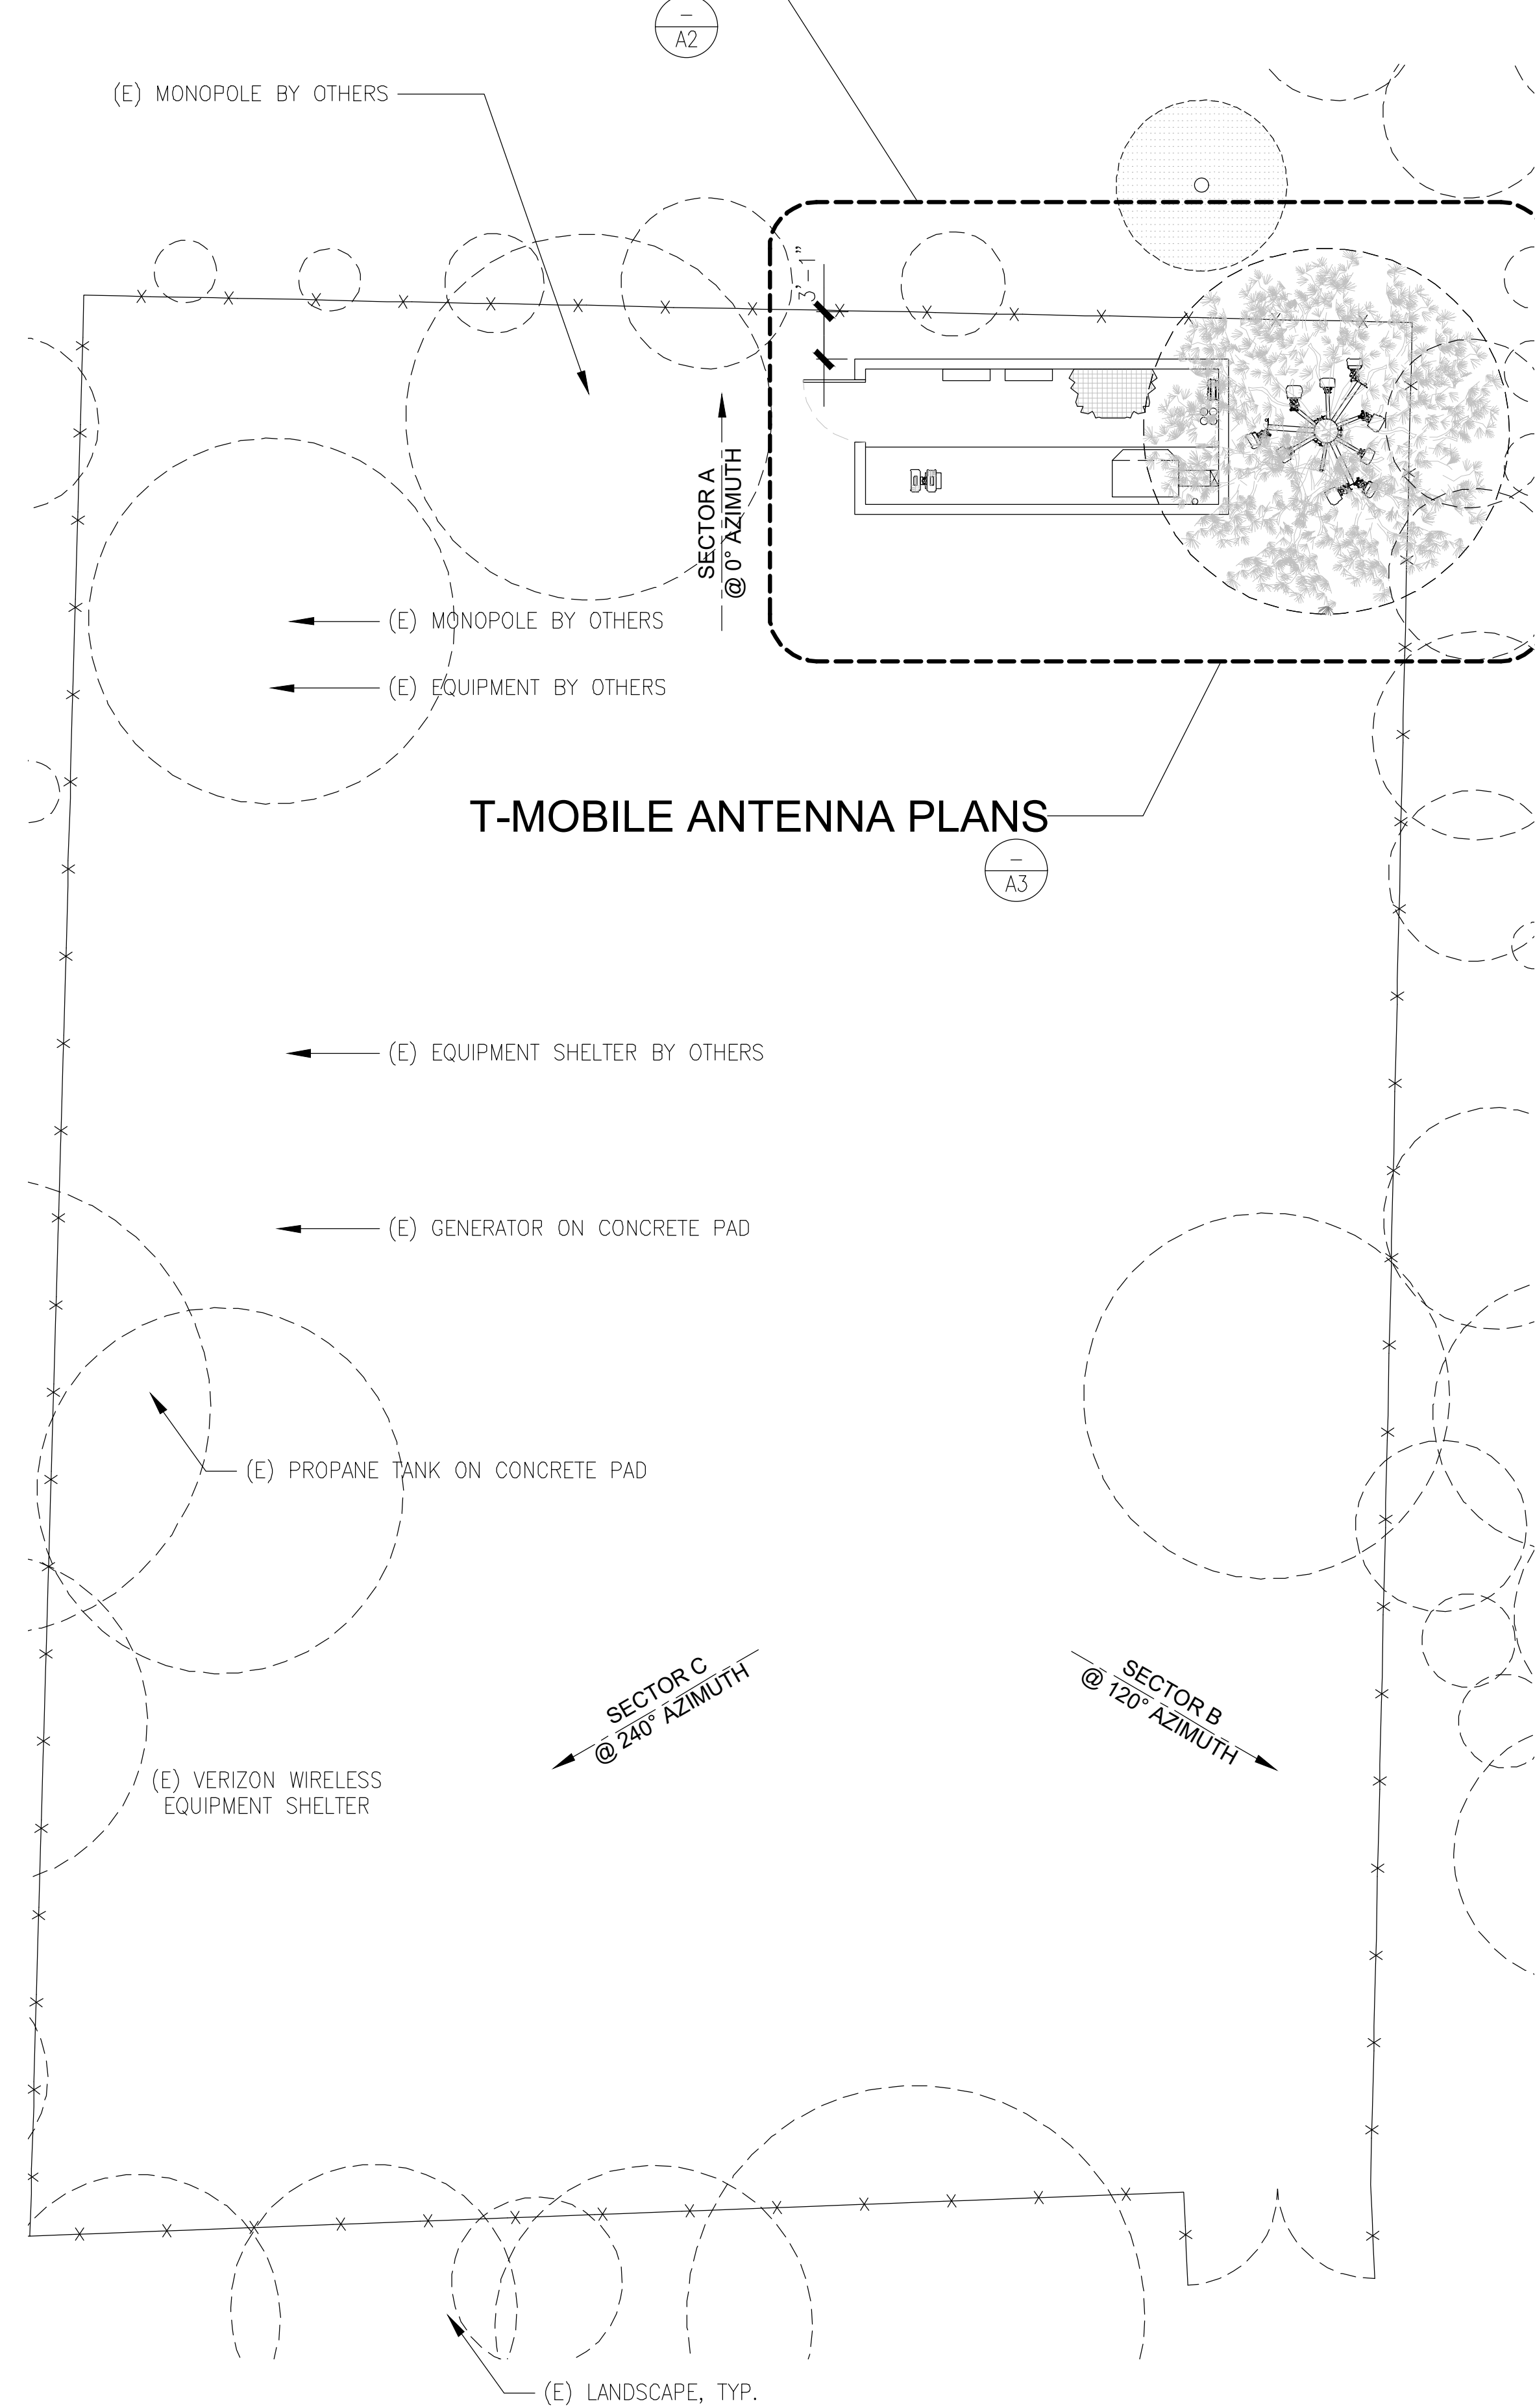 –
A2
(E) MONOPOLE BY OTHERS
3'-1"
SECTOR A
@ 0° AZIMUTH
(E) MONOPOLE BY OTHERS
(E) EQUIPMENT BY OTHERS
T-MOBILE ANTENNA PLANS
–
A3
(E) EQUIPMENT SHELTER BY OTHERS
(E) GENERATOR ON CONCRETE PAD
(E) PROPANE TANK ON CONCRETE PAD
SECTOR C
@ 240° AZIMUTH
SECTOR B
@ 120° AZIMUTH
(E) VERIZON WIRELESS
EQUIPMENT SHELTER
(E) LANDSCAPE, TYP.